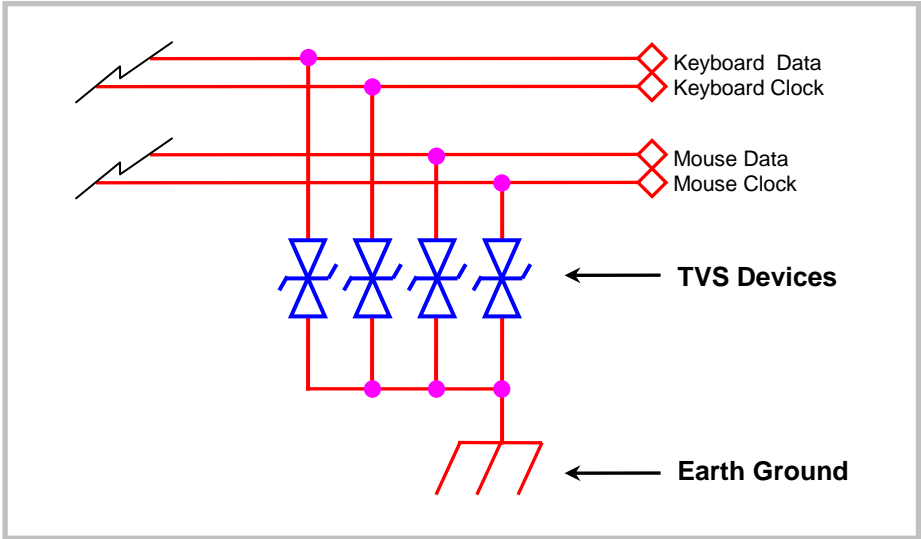 Keyboard  Data
Keyboard Clock
Mouse Data
Mouse Clock
TVS Devices
Earth Ground